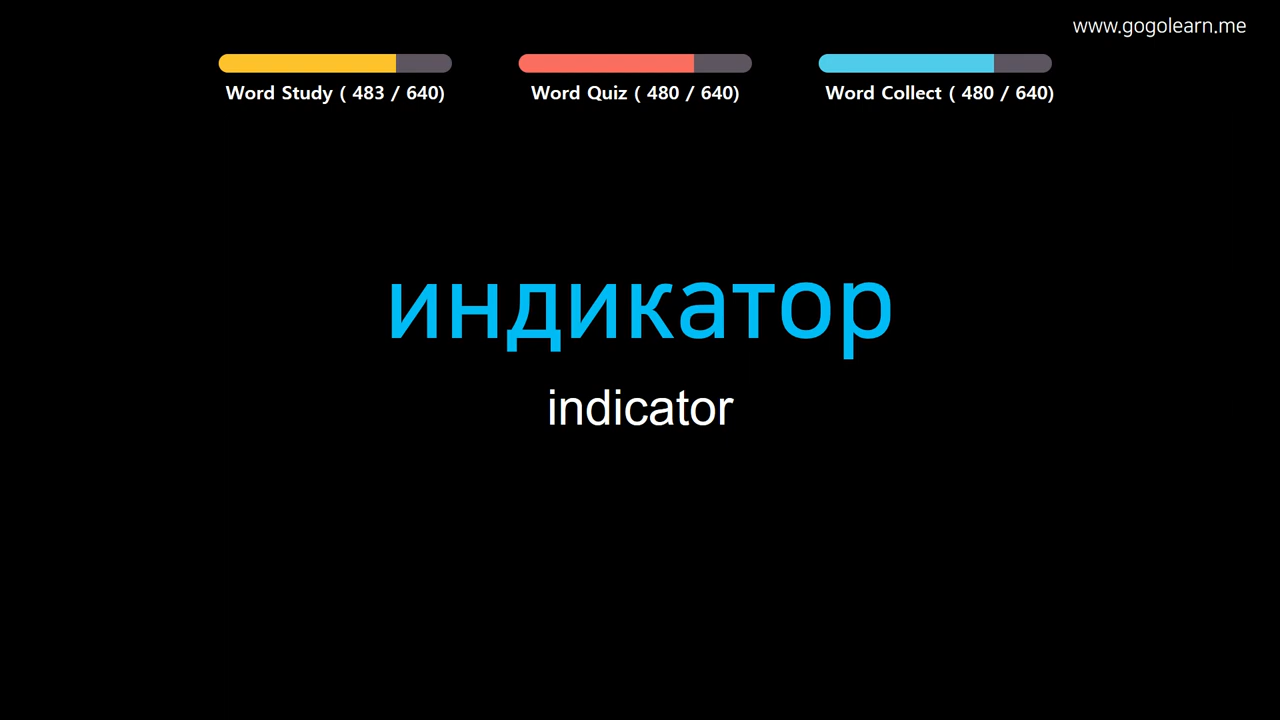 www.gogolearn.me
Word Study ( 483 / 640)
Word Quiz ( 480 / 640)
Word Collect ( 480 / 640)
индикатор
indicator